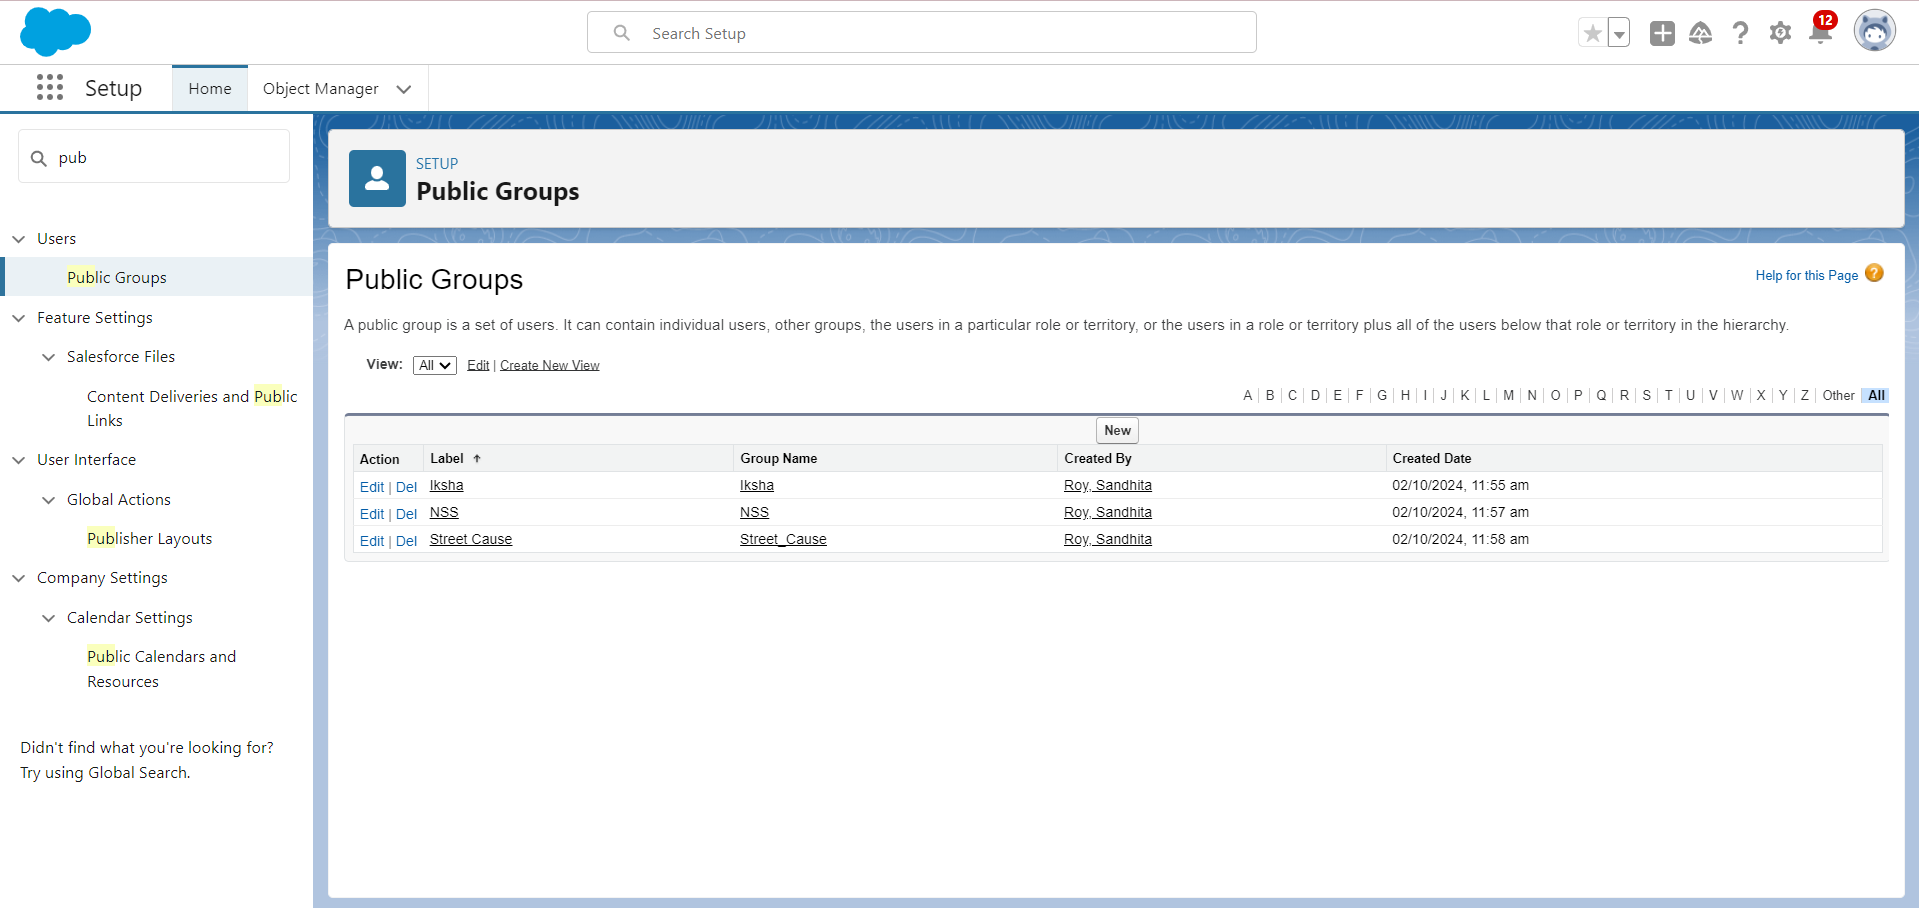 Search Setup
12
Setup
Home
Object Manager
pub
Users
Public Groups
Feature Settings
Salesforce Files
Content Deliveries and Public
Links
User Interface
Global Actions
Publisher Layouts
Company Settings
Calendar Settings
Public Calendars and
Resources
Didn't find what you're looking for?
Try using Global Search.
SETUP
Public Groups
Public Groups
Help for this Page ?
A public group is a set of users. It can contain individual users, other groups, the users in a particular role or territory, or the users in a role or territory plus all of the users below that role or territory in the hierarchy.
View: All Edit | Create New View
A | B | C | D | E | F | G | H | I | J | K | L | M | N | O | P | Q | R | S | T | U | V | W | X | Y | Z | Other | All
New
Action Label Group Name Created By Created Date
Edit | Del Iksha Iksha Roy, Sandhita 02/10/2024, 11:55 am
Edit | Del NSS NSS Roy, Sandhita 02/10/2024, 11:57 am
Edit | Del Street Cause Street_Cause Roy, Sandhita 02/10/2024, 11:58 am